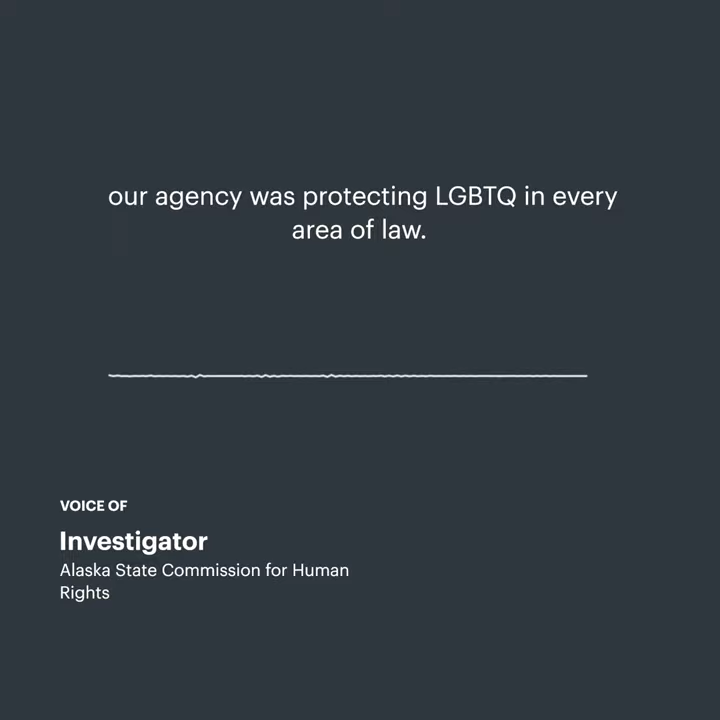 our agency was protecting LGBTQ in every
area of law.
VOICE OF
Investigator
Alaska State Commission for Human
Rights